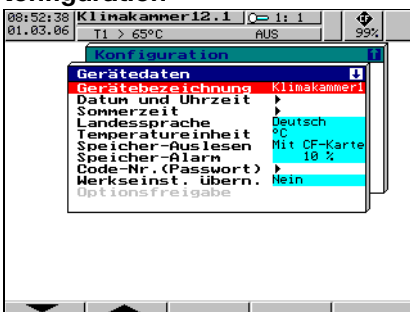 Konfiguration
08:52:38 Klimakammer12.1 1: 1
01.03.06 T1 > 65°C AUS 99%
Konfiguration
Gerätedaten
Gerätebezeichnung Klimakammer1
Datum und Uhrzeit
Sommerzeit
Landessprache Deutsch
Temperatureinheit °C
Speicher-Auslesen Mit CF-Karte
Speicher-Alarm 10 %
Code-Nr.(Passwort)
Werkseinst. übern. Nein
Optionsfreigabe